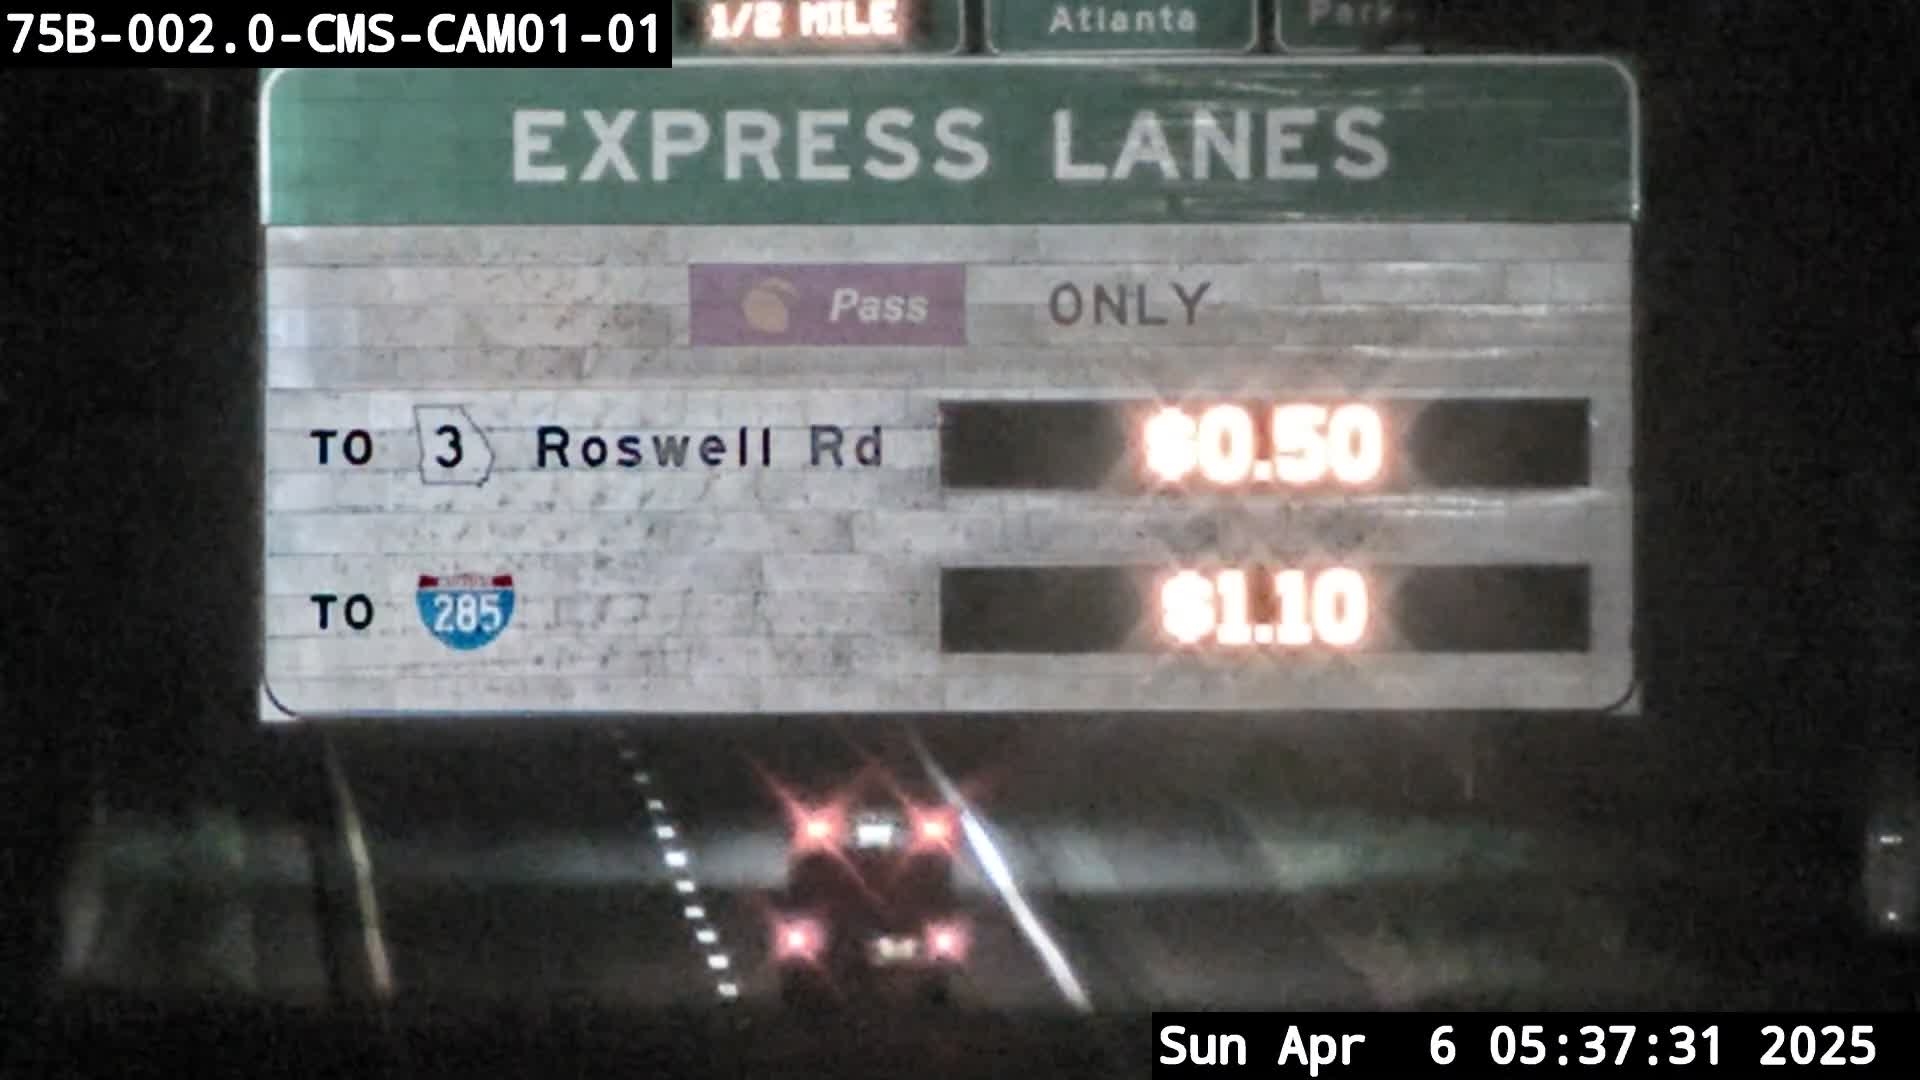 75B-002.0-CMS-CAM01-01
1/2 MILE
Atlanta
Park
EXPRESS LANES
Pass ONLY
TO 3 Roswell Rd $0.50
TO 285 $1.10
Sun Apr 6 05:37:31 2025